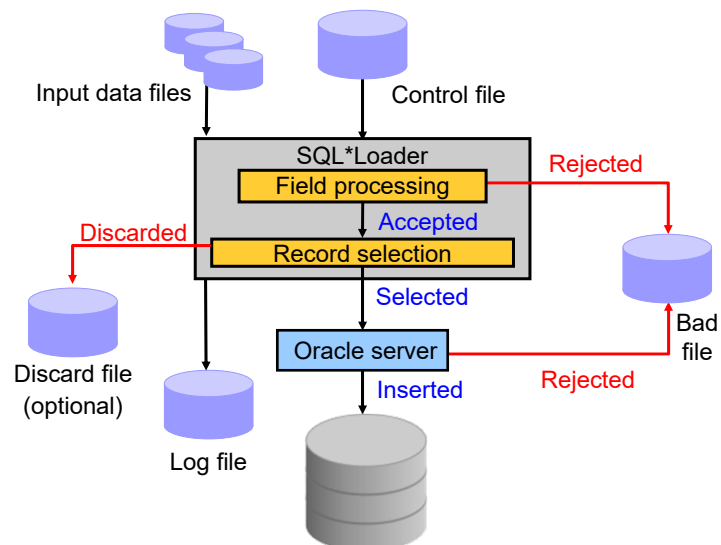 Input data files
Control file
SQL*Loader
Field processing
Rejected
Accepted
Discarded
Record selection
Selected
Oracle server
Bad
file
Discard file
(optional)
Rejected
Inserted
Log file